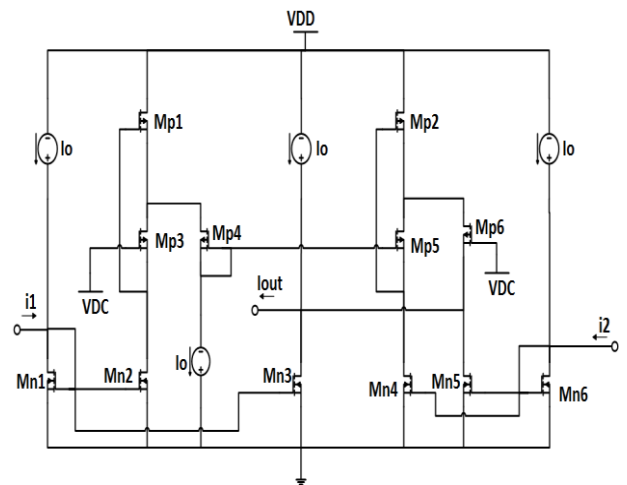 VDD
Mp1
Mp2
Io
Io
Io
Mp3
Mp4
Mp5
Mp6
VDC
VDC
Iout
i1
i2
Io
Mn1
Mn2
Mn3
Mn4
Mn5
Mn6